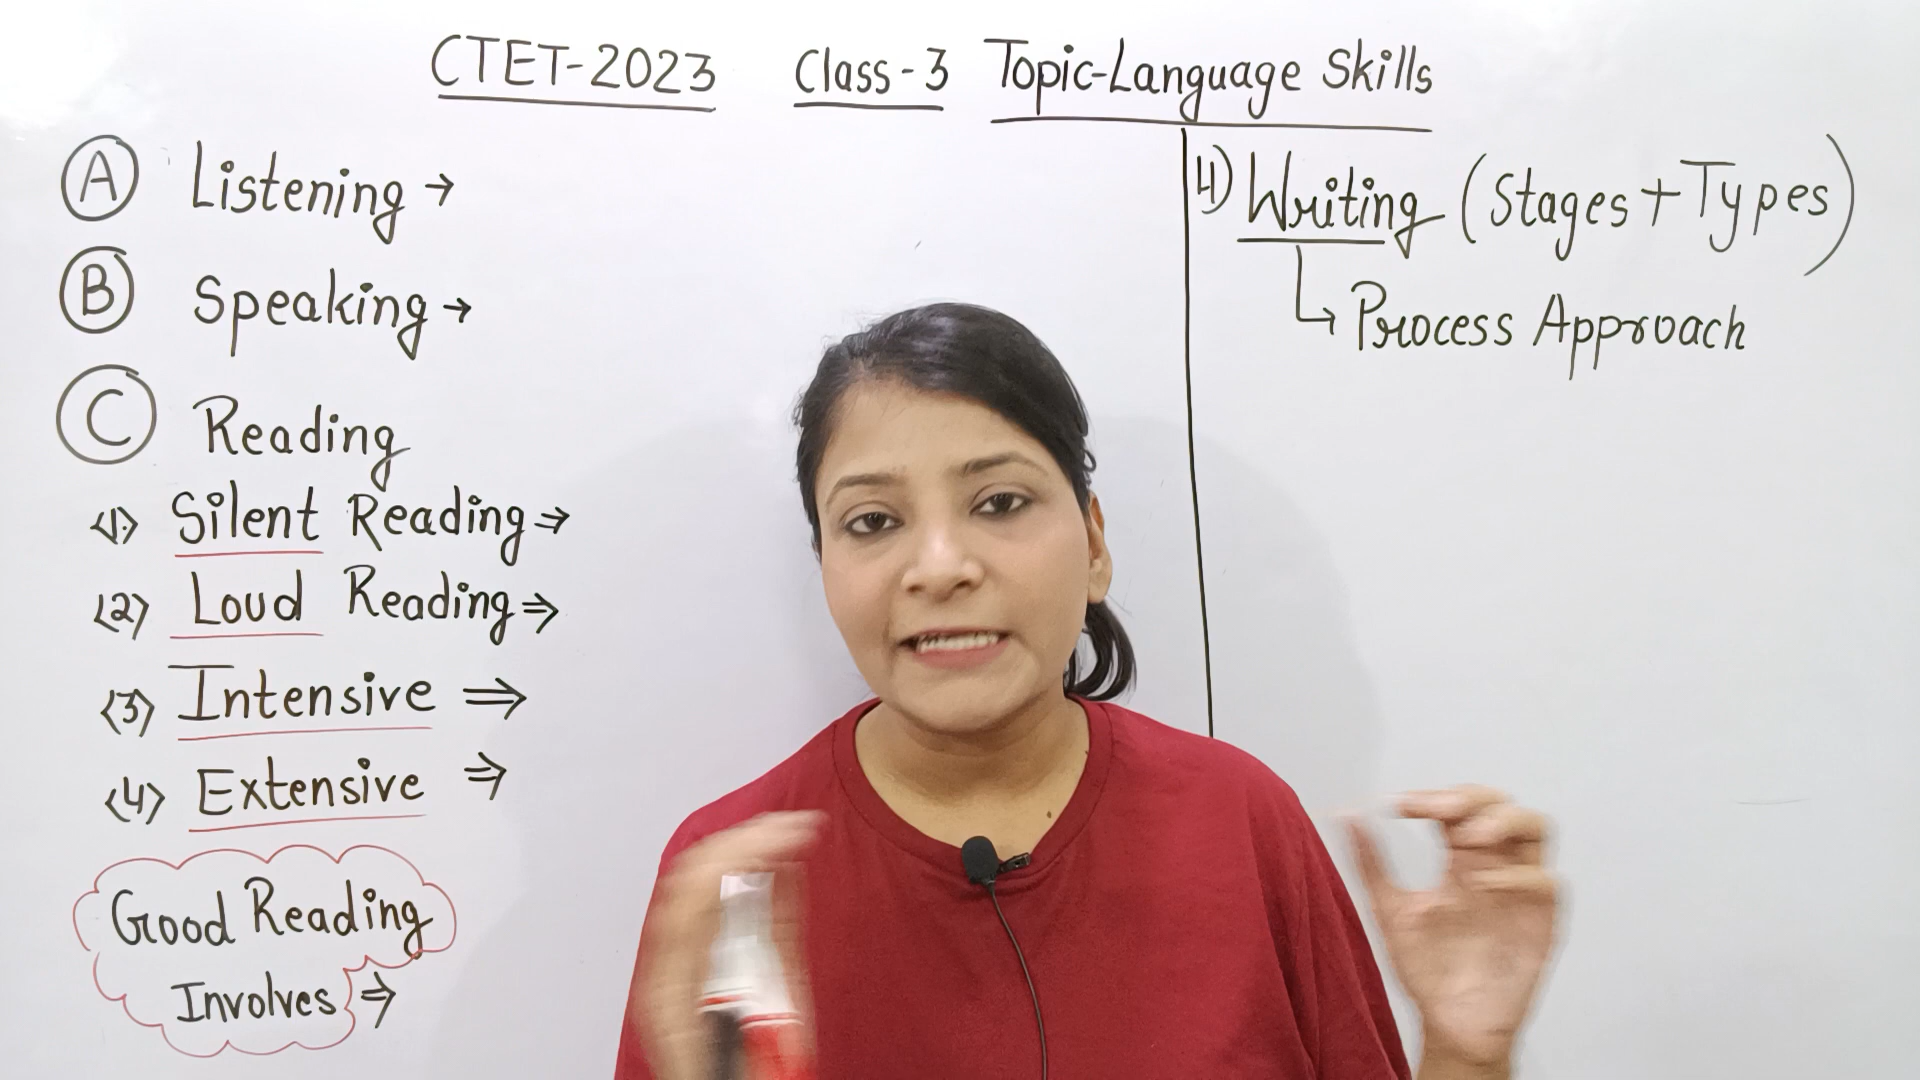 CTET-2023 Class-3 Topic-Language Skills
A Listening →
B Speaking →
C Reading
<1> Silent Reading ⇒
<2> Loud Reading ⇒
<3> Intensive ⇒
<4> Extensive ⇒
Good Reading
Involves ⇒
4) Writing (Stages+Types)
↳ Process Approach